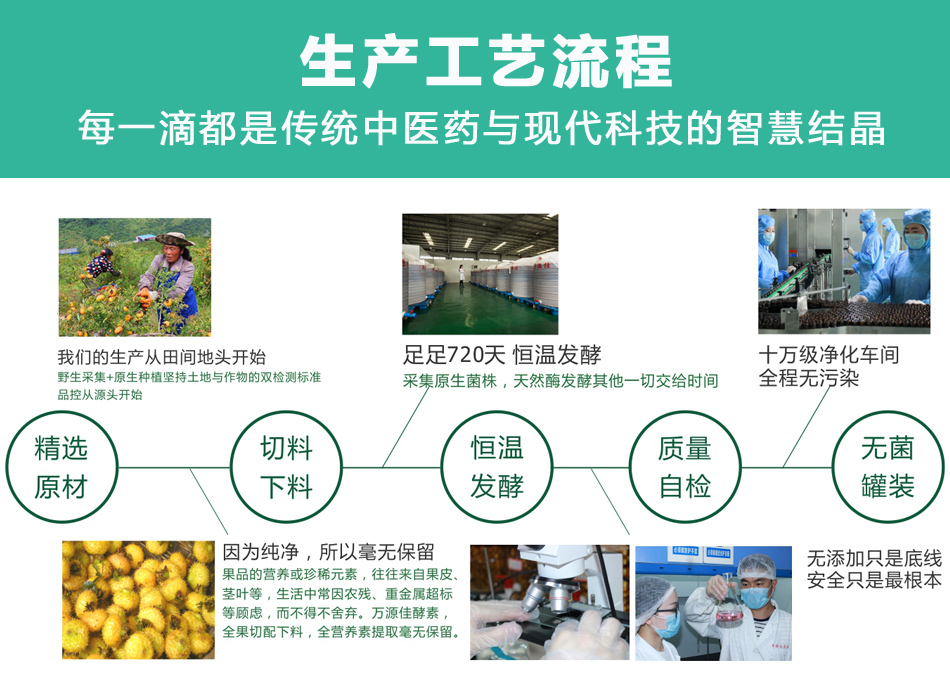 生产工艺流程
每一滴都是传统中医药与现代科技的智慧结晶
我们的生产从田间地头开始
野生采集+原生种植坚持土地与作物的双检测标准
品控从源头开始
足足720天 恒温发酵
采集原生菌株，天然酶发酵其他一切交给时间
十万级净化车间
全程无污染
精选
原材
切料
下料
恒温
发酵
质量
自检
无菌
罐装
因为纯净，所以毫无保留
果品的营养或珍稀元素，往往来自果皮、
茎叶等，生活中常因农残、重金属超标
等顾虑，而不得不舍弃。万源佳酵素，
全果切配下料，全营养素提取毫无保留。
无添加只是底线
安全只是最根本